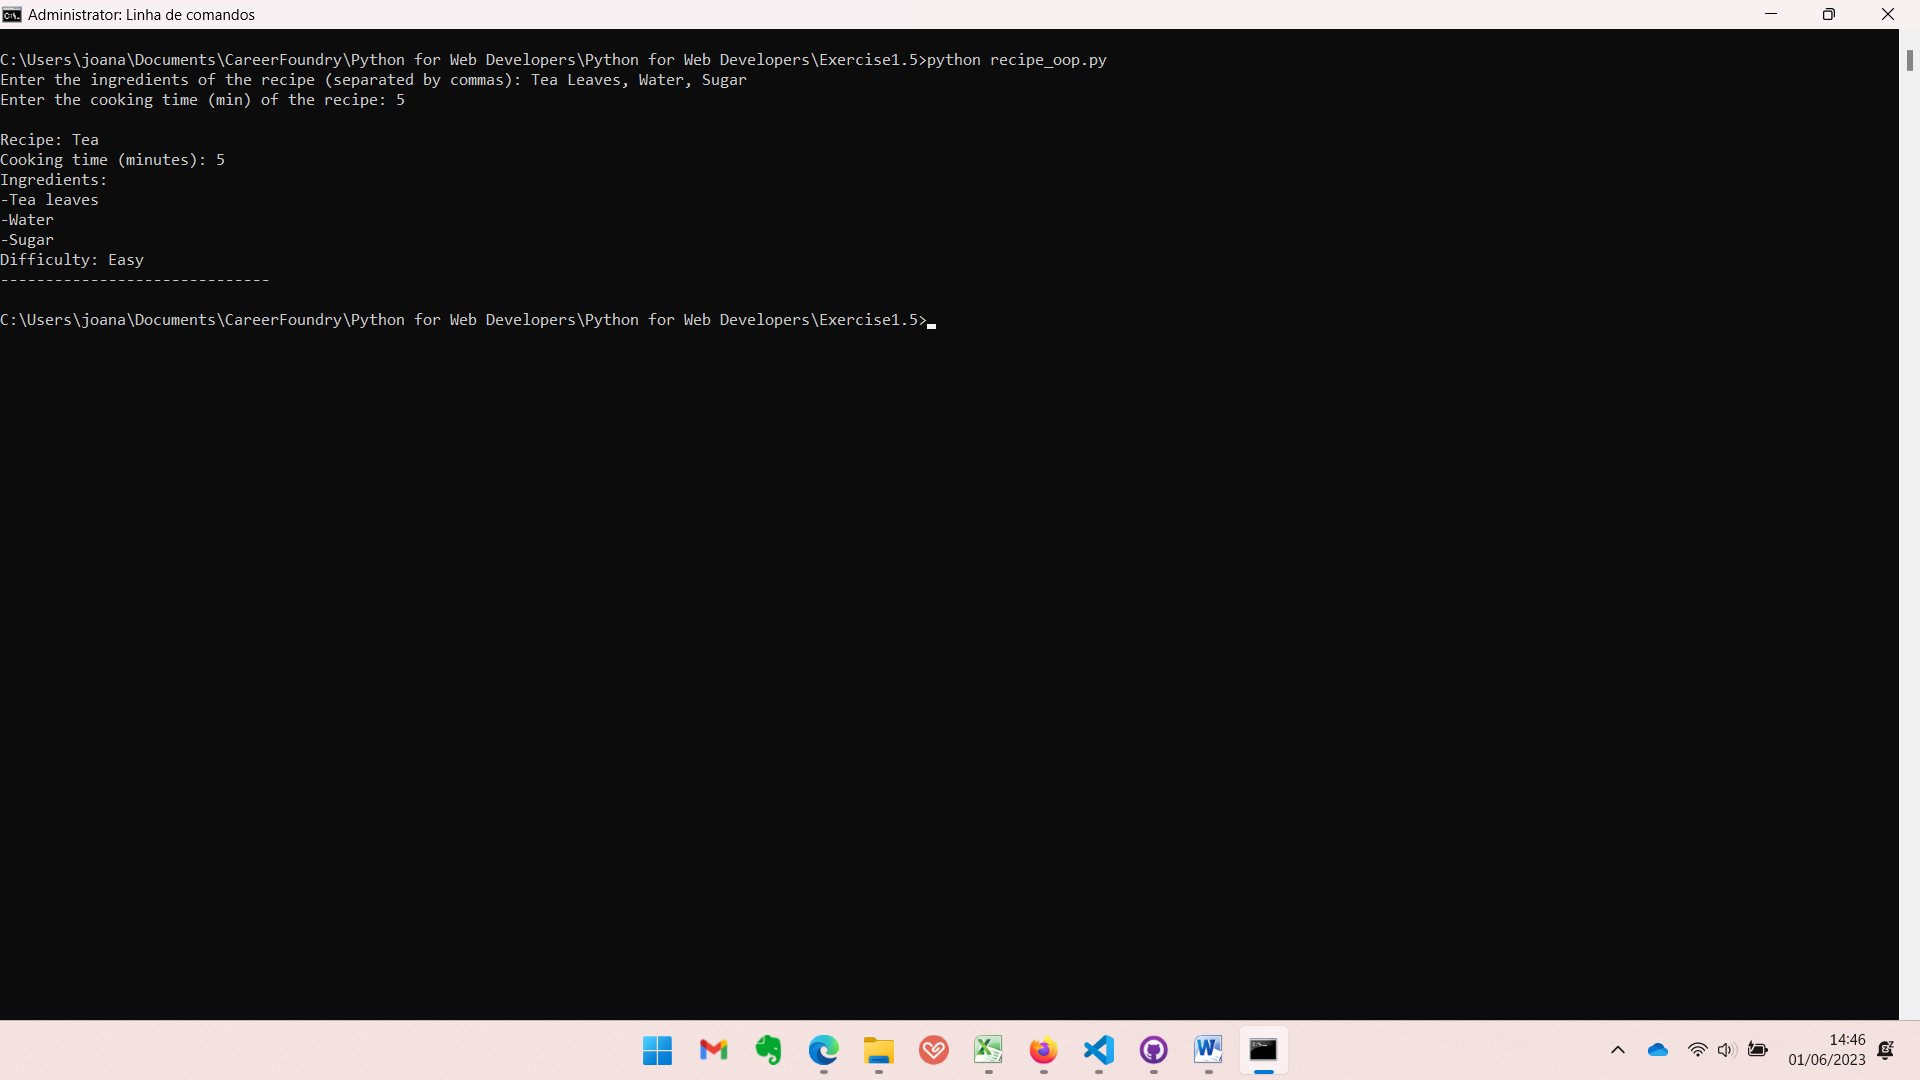 Administrator: Linha de comandos
C:\Users\joana\Documents\CareerFoundry\Python for Web Developers\Python for Web Developers\Exercise1.5>python recipe_oop.py
Enter the ingredients of the recipe (separated by commas): Tea Leaves, Water, Sugar
Enter the cooking time (min) of the recipe: 5
Recipe: Tea
Cooking time (minutes): 5
Ingredients:
-Tea leaves
-Water
-Sugar
Difficulty: Easy
------------------------------
C:\Users\joana\Documents\CareerFoundry\Python for Web Developers\Python for Web Developers\Exercise1.5>
14:46
01/06/2023